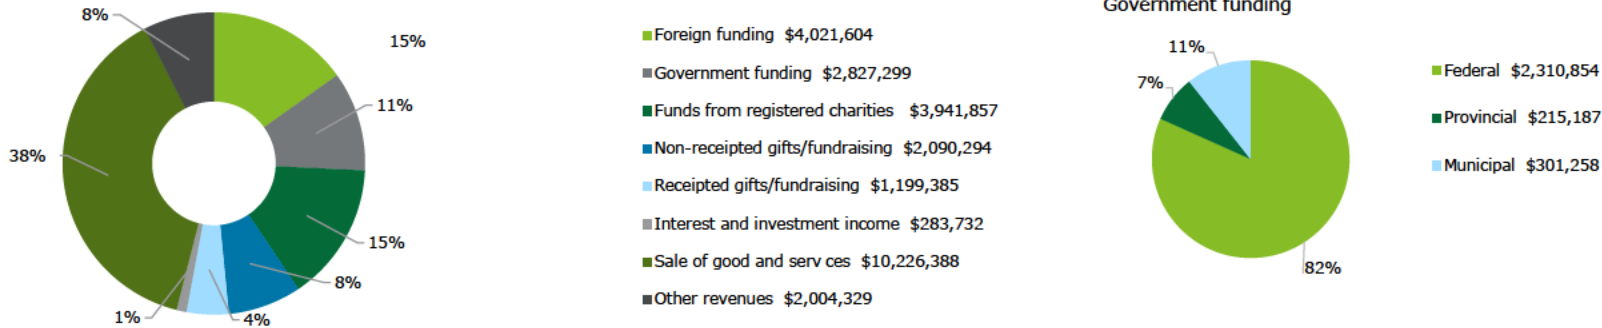 8%
15%
11%
38%
15%
8%
1%
4%
Foreign funding $4,021,604
Government funding $2,827,299
Funds from registered charities $3,941,857
Non-receipted gifts/fundraising $2,090,294
Receipted gifts/fundraising $1,199,385
Interest and investment income $283,732
Sale of good and serv ces $10,226,388
Other revenues $2,004,329
Government funding
11%
7%
82%
Federal $2,310,854
Provincial $215,187
Municipal $301,258